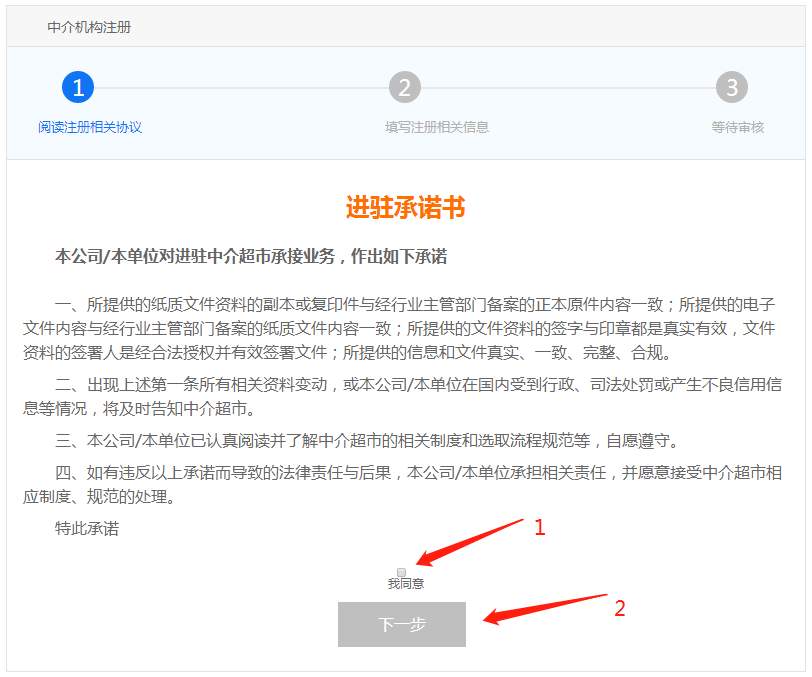 中介机构注册
1
2
3
阅读注册相关协议
填写注册相关信息
等待审核
进驻承诺书
本公司/本单位对进驻中介超市承接业务，作出如下承诺
一、所提供的纸质文件资料的副本或复印件与经行业主管部门备案的正本原件内容一致；所提供的电子
文件内容与经行业主管部门备案的纸质文件内容一致；所提供的文件资料的签字与印章都是真实有效，文件
资料的签署人是经合法授权并有效签署文件；所提供的信息和文件真实、一致、完整、合规。
二、出现上述第一条所有相关资料变动，或本公司/本单位在国内受到行政、司法处罚或产生不良信用信
息等情况，将及时告知中介超市。
三、本公司/本单位已认真阅读并了解中介超市的相关制度和选取流程规范等，自愿遵守。
四、如有违反以上承诺而导致的法律责任与后果，本公司/本单位承担相关责任，并愿意接受中介超市相
应制度、规范的处理。
特此承诺
1
我同意
2
下一步